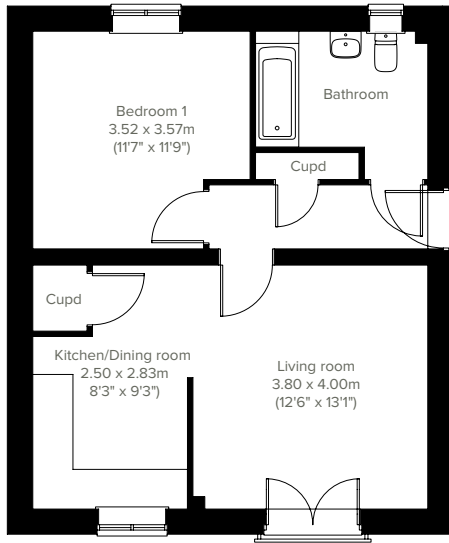 Bedroom 1
3.52 x 3.57m
(11'7" x 11'9")
Bathroom
Cupd
Cupd
Kitchen/Dining room
2.50 x 2.83m
8'3" x 9'3")
Living room
3.80 x 4.00m
(12'6" x 13'1")